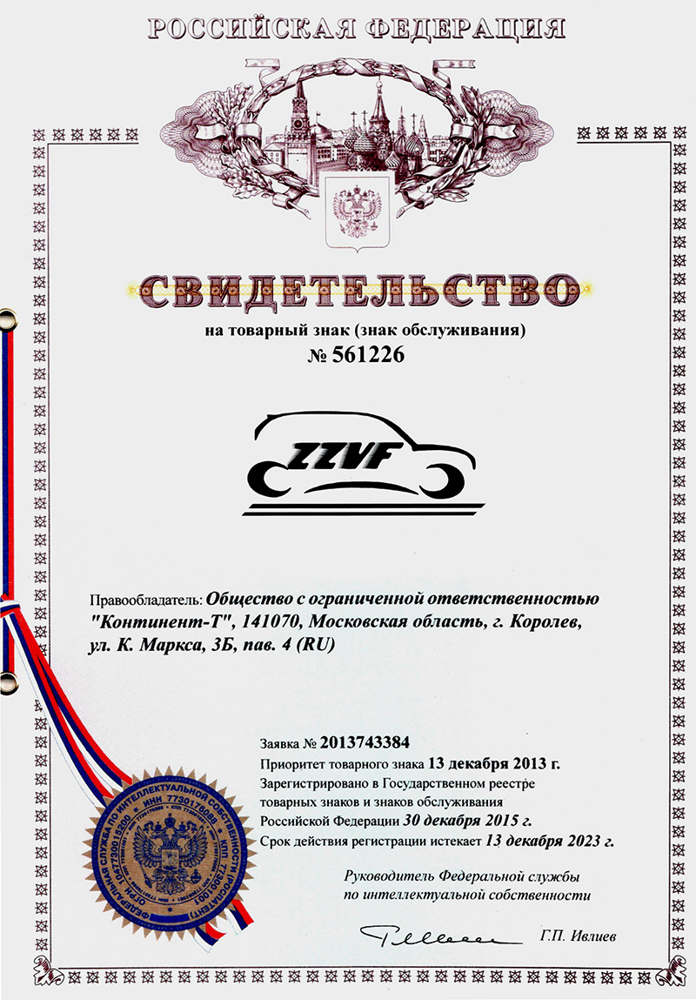 РОССИЙСКАЯ ФЕДЕРАЦИЯ
СВИДЕТЕЛЬСТВО
на товарный знак (знак обслуживания)
№ 561226
ZZVF
Правообладатель: Общество с ограниченной ответственностью
"Континент-Т", 141070, Московская область, г. Королев,
ул. К. Маркса, 3Б, пав. 4 (RU)
Заявка № 2013743384
Приоритет товарного знака 13 декабря 2013 г.
Зарегистрировано в Государственном реестре
товарных знаков и знаков обслуживания
Российской Федерации 30 декабря 2015 г.
Срок действия регистрации истекает 13 декабря 2023 г.
Руководитель Федеральной службы
по интеллектуальной собственности
Г.П. Ивлиев
ФЕДЕРАЛЬНАЯ СЛУЖБА ПО ИНТЕЛЛЕКТУАЛЬНОЙ СОБСТВЕННОСТИ (РОСПАТЕНТ)
ОГРН 1047730015200 * ИНН 7730176088 * КПП 773001001